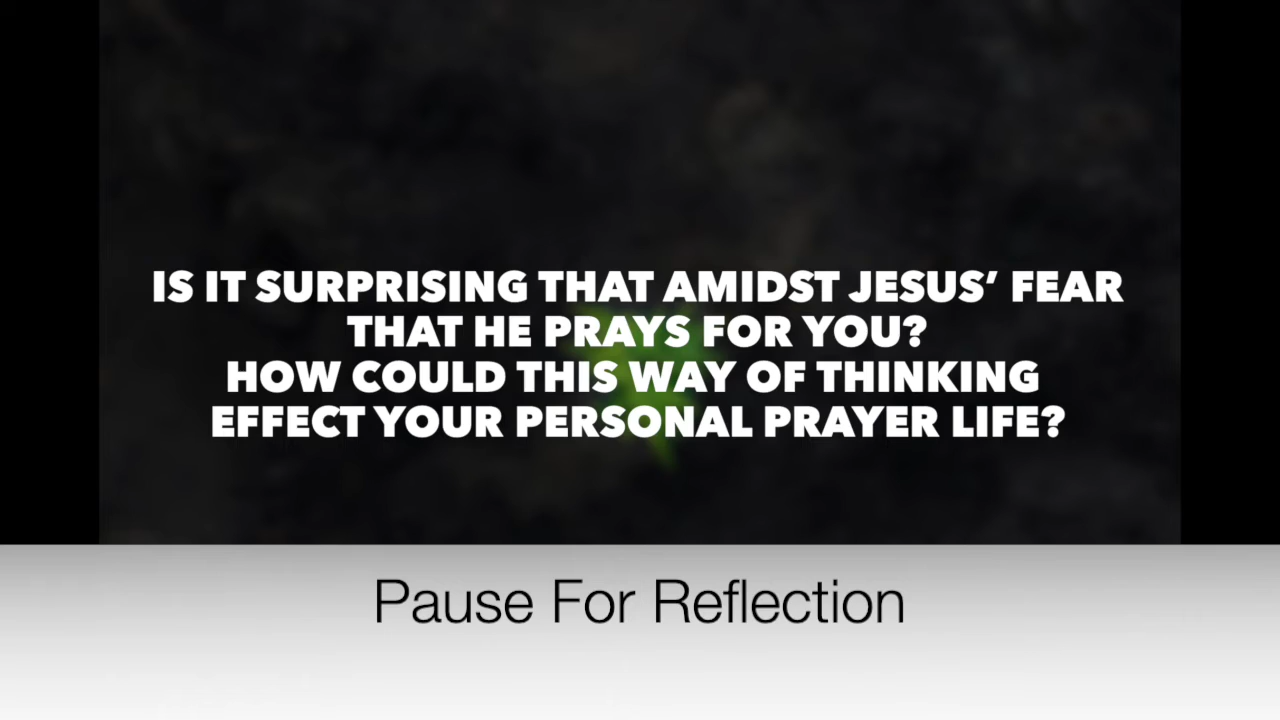 IS IT SURPRISING THAT AMIDST JESUS’ FEAR
THAT HE PRAYS FOR YOU?
HOW COULD THIS WAY OF THINKING
EFFECT YOUR PERSONAL PRAYER LIFE?
Pause For Reflection